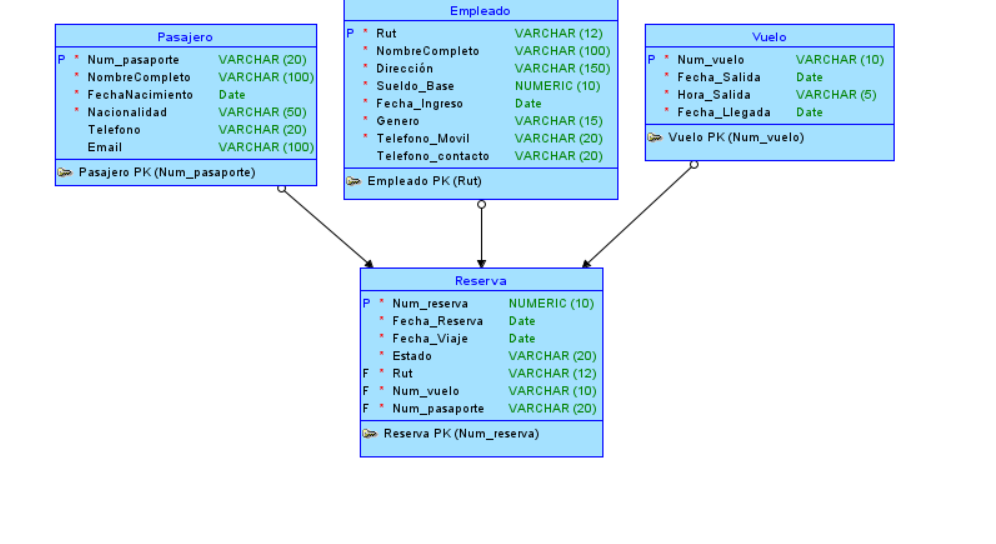 Pasajero
P * Num_pasaporte VARCHAR (20)
* NombreCompleto VARCHAR (100)
* FechaNacimiento Date
* Nacionalidad VARCHAR (50)
Telefono VARCHAR (20)
Email VARCHAR (100)
Pasajero PK (Num_pasaporte)
Empleado
P * Rut VARCHAR (12)
* NombreCompleto VARCHAR (100)
* Dirección VARCHAR (150)
* Sueldo_Base NUMERIC (10)
* Fecha_Ingreso Date
* Genero VARCHAR (15)
* Telefono_Movil VARCHAR (20)
Telefono_contacto VARCHAR (20)
Empleado PK (Rut)
Vuelo
P * Num_vuelo VARCHAR (10)
* Fecha_Salida Date
* Hora_Salida VARCHAR (5)
* Fecha_Llegada Date
Vuelo PK (Num_vuelo)
Reserva
P * Num_reserva NUMERIC (10)
* Fecha_Reserva Date
* Fecha_Viaje Date
* Estado VARCHAR (20)
F * Rut VARCHAR (12)
F * Num_vuelo VARCHAR (10)
F * Num_pasaporte VARCHAR (20)
Reserva PK (Num_reserva)